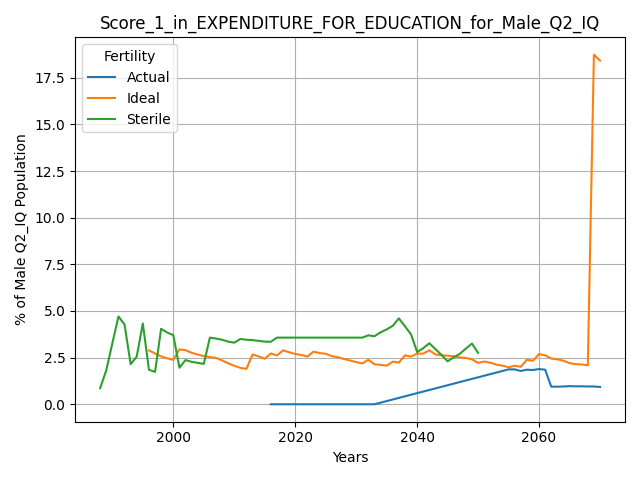 Score_1_in_EXPENDITURE_FOR_EDUCATION_for_Male_Q2_IQ
Fertility
Actual
Ideal
Sterile
% of Male Q2_IQ Population
17.5
15.0
12.5
10.0
7.5
5.0
2.5
0.0
2000
2020
2040
2060
Years